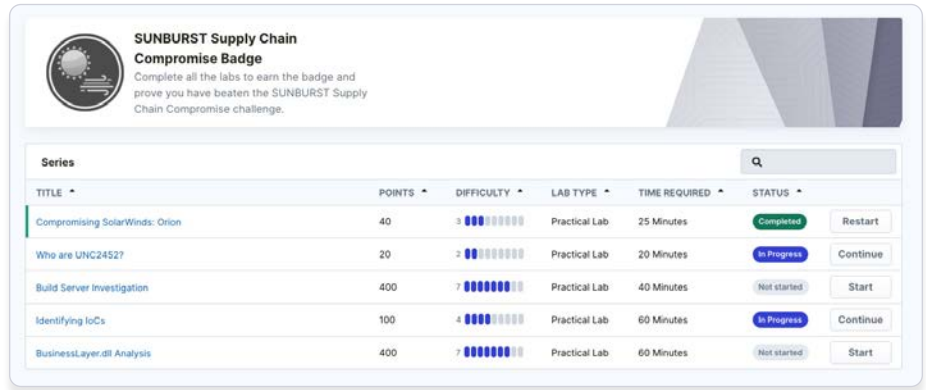 SUNBURST Supply Chain
Compromise Badge
Complete all the labs to earn the badge and
prove you have beaten the SUNBURST Supply
Chain Compromise challenge.
Series
TITLE POINTS DIFFICULTY LAB TYPE TIME REQUIRED STATUS
Compromising SolarWinds: Orion 40 3 Practical Lab 25 Minutes Completed Restart
Who are UNC2452? 20 2 Practical Lab 20 Minutes In Progress Continue
Build Server Investigation 400 7 Practical Lab 40 Minutes Not started Start
Identifying IoCs 100 4 Practical Lab 60 Minutes In Progress Continue
BusinessLayer.dll Analysis 400 7 Practical Lab 60 Minutes Not started Start